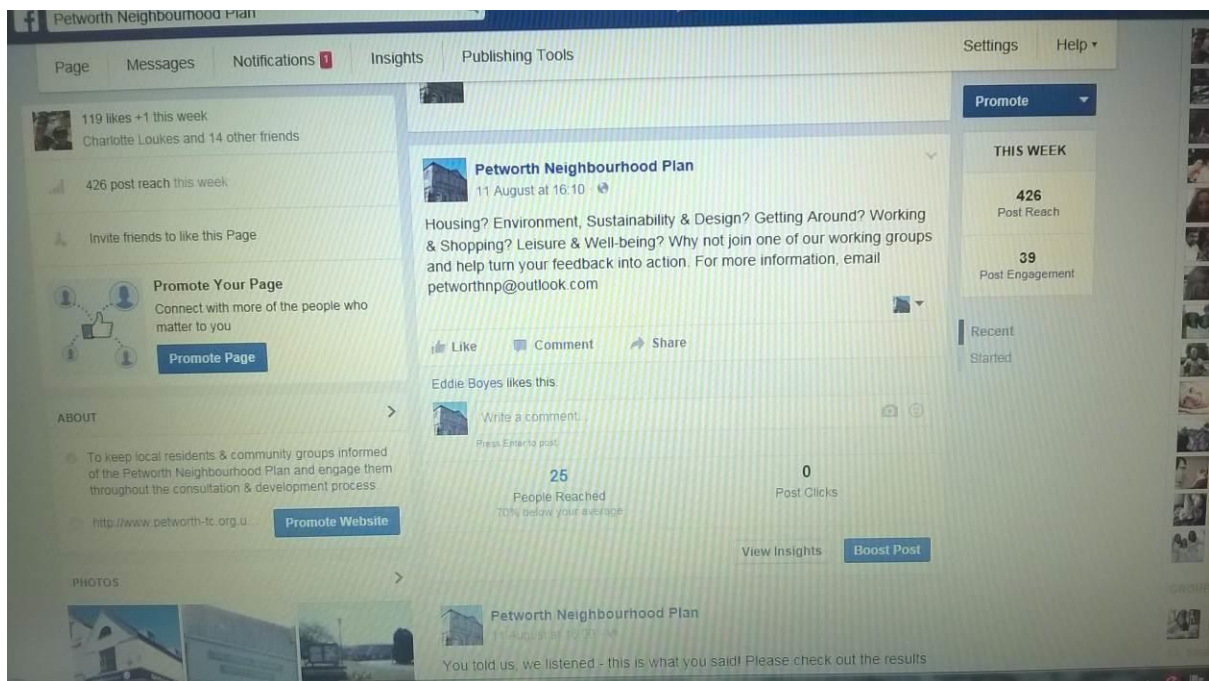 Petworth Neighbourhood Plan
Page
Messages
Notifications 1
Insights
Publishing Tools
Settings
Help
119 likes +1 this week
Charlotte Loukes and 14 other friends
426 post reach this week
Invite friends to like this Page
Promote Your Page
Connect with more of the people who
matter to you
Promote Page
ABOUT
To keep local residents & community groups informed
of the Petworth Neighbourhood Plan and engage them
throughout the consultation & development process.
http://www.petworth-tc.org.u...
Promote Website
PHOTOS
Petworth Neighbourhood Plan
11 August at 16:10
Housing? Environment, Sustainability & Design? Getting Around? Working
& Shopping? Leisure & Well-being? Why not join one of our working groups
and help turn your feedback into action. For more information, email
petworthnp@outlook.com
Like
Comment
Share
Eddie Boyes likes this.
Write a comment...
Press Enter to post.
25
People Reached
70% below your average
0
Post Clicks
View Insights
Boost Post
Petworth Neighbourhood Plan
11 August at
You told us, we listened - this is what you said! Please check out the results
Promote
THIS WEEK
426
Post Reach
39
Post Engagement
Recent
Started